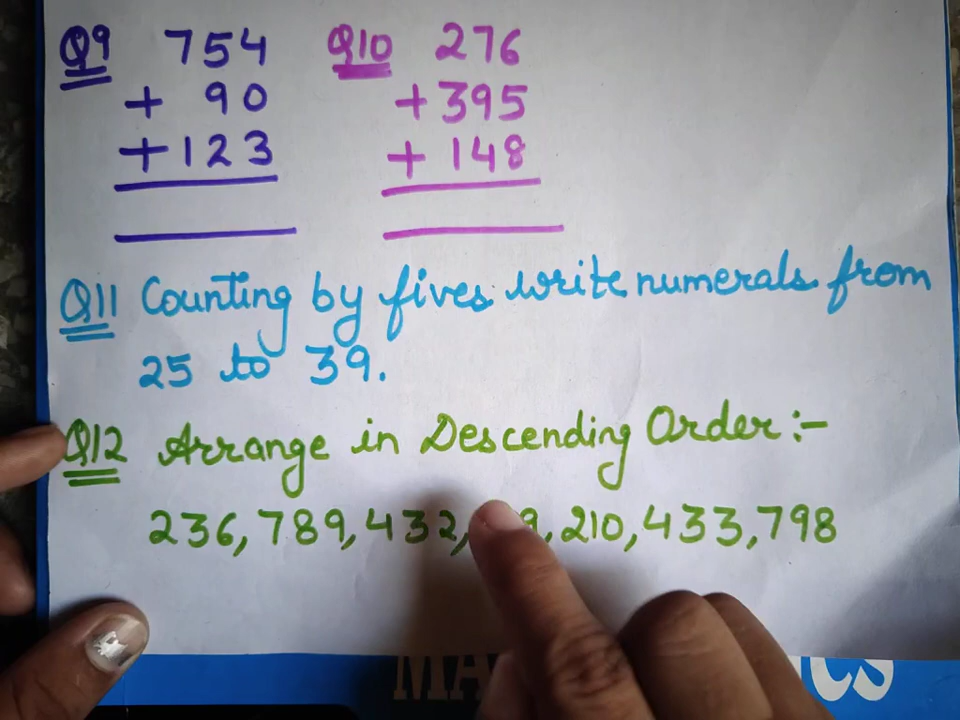 Q9 754 Q10 276
+ 90 +395
+123 + 148
Q11 Counting by fives write numerals from
25 to 39.
Q12 Arrange in Descending Order:-
236, 789, 432, 210, 433, 798